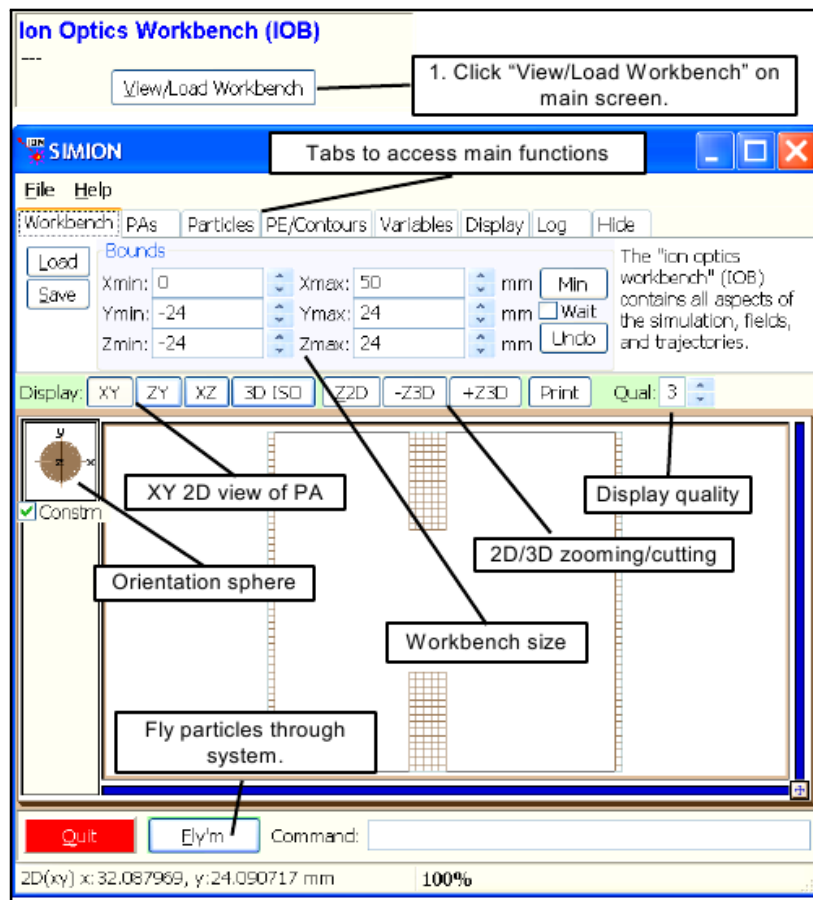 Ion Optics Workbench (IOB)
---
View/Load Workbench
1. Click “View/Load Workbench” on
main screen.
SIMION
Tabs to access main functions
File Help
Workbench PAs Particles PE/Contours Variables Display Log Hide
Load
Save
Bounds
Xmin: 0 Xmax: 50 mm Min
Ymin: -24 Ymax: 24 mm Wait
Zmin: -24 Zmax: 24 mm Undo
The "ion optics
workbench" (IOB)
contains all aspects of
the simulation, fields,
and trajectories.
Display: XY ZY XZ 3D ISO Z2D -Z3D +Z3D Print Qual: 3
y
z x
Constrn
XY 2D view of PA
Display quality
2D/3D zooming/cutting
Orientation sphere
Workbench size
Fly particles through
system.
Quit Fly'm Command:
2D(xy) x:32.087969, y:24.090717 mm 100%